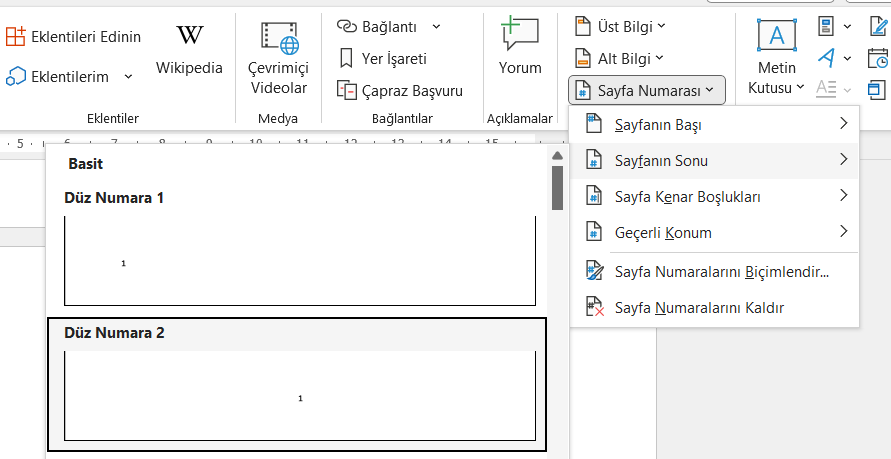 Eklentileri Edinin
Eklentilerim
Eklentiler
W
Wikipedia
Çevrimiçi
Videolar
Medya
Bağlantı
Yer İşareti
Çapraz Başvuru
Bağlantılar
Yorum
Açıklamalar
Üst Bilgi
Alt Bilgi
Sayfa Numarası
Metin
Kutusu
Sayfanın Başı
Sayfanın Sonu
Sayfa Kenar Boşlukları
Geçerli Konum
Sayfa Numaralarını Biçimlendir...
Sayfa Numaralarını Kaldır
5 6 7 8 9 10 11 12 13 14 15
Basit
Düz Numara 1
1
Düz Numara 2
1